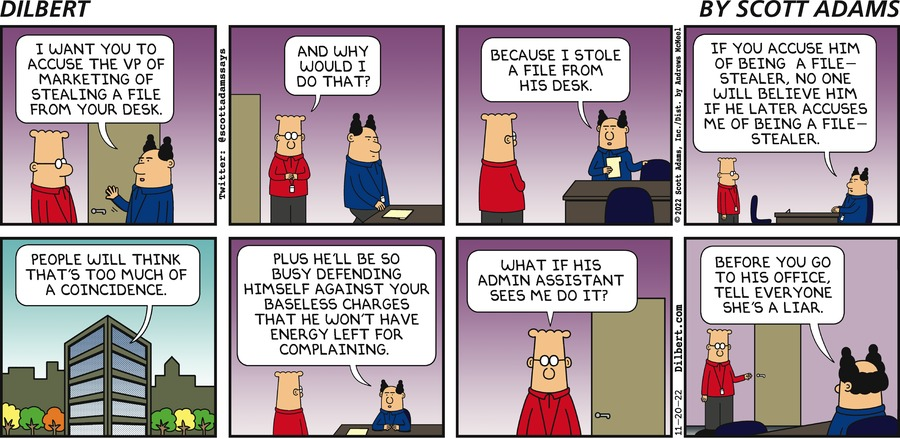 DILBERT
BY SCOTT ADAMS
I WANT YOU TO
ACCUSE THE VP OF
MARKETING OF
STEALING A FILE
FROM YOUR DESK.
Twitter: @scottadamssays
AND WHY
WOULD I
DO THAT?
BECAUSE I STOLE
A FILE FROM
HIS DESK.
©2022 Scott Adams, Inc./Dist. by Andrews McMeel
IF YOU ACCUSE HIM
OF BEING A FILE-
STEALER, NO ONE
WILL BELIEVE HIM
IF HE LATER ACCUSES
ME OF BEING A FILE-
STEALER.
PEOPLE WILL THINK
THAT'S TOO MUCH OF
A COINCIDENCE.
PLUS HE'LL BE SO
BUSY DEFENDING
HIMSELF AGAINST YOUR
BASELESS CHARGES
THAT HE WON'T HAVE
ENERGY LEFT FOR
COMPLAINING.
WHAT IF HIS
ADMIN ASSISTANT
SEES ME DO IT?
11-20-22 Dilbert.com
BEFORE YOU GO
TO HIS OFFICE,
TELL EVERYONE
SHE'S A LIAR.